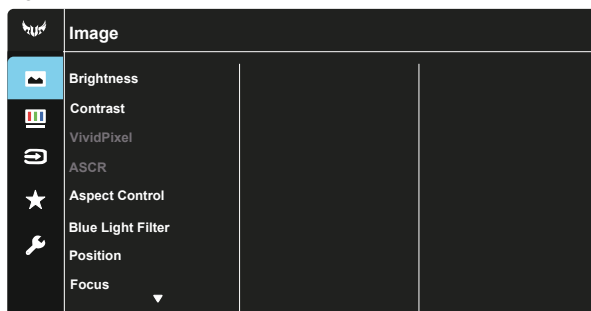 Image
Brightness
Contrast
VividPixel
ASCR
Aspect Control
Blue Light Filter
Position
Focus